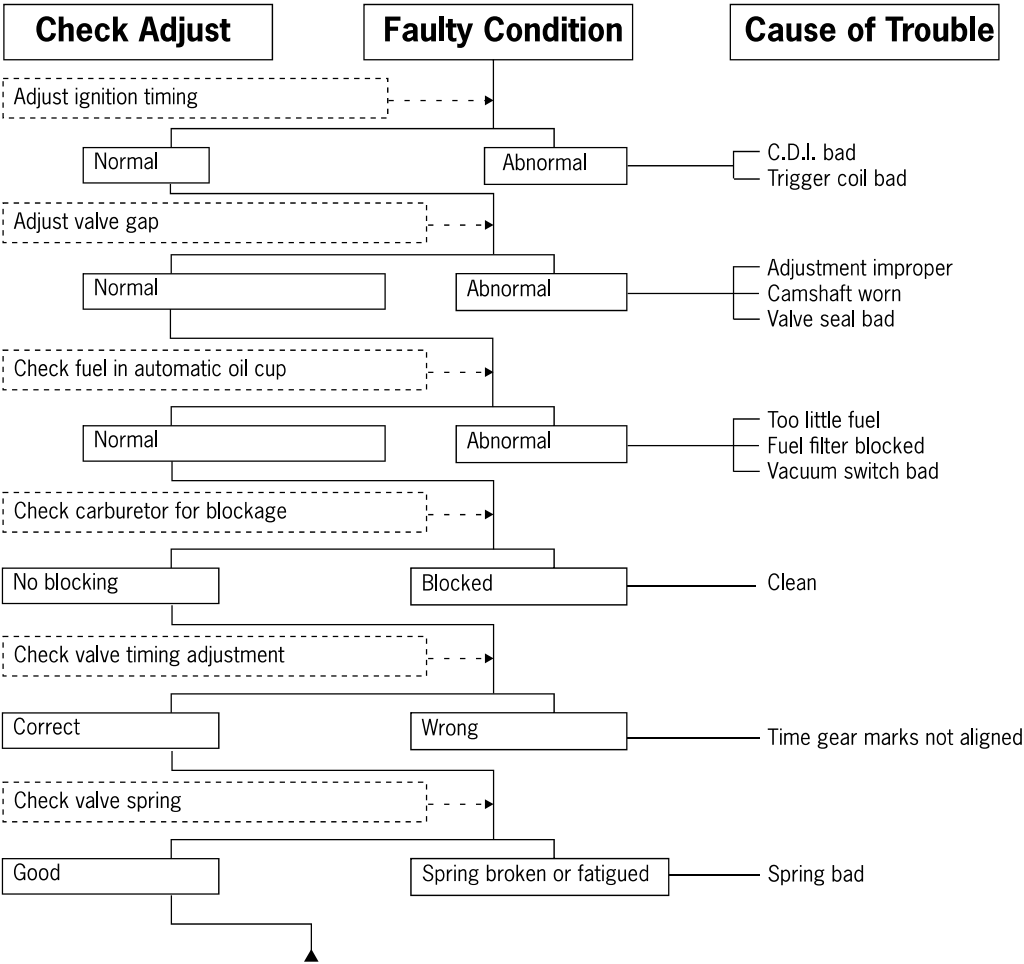 Check Adjust
Faulty Condition
Cause of Trouble
Adjust ignition timing
Normal
Abnormal
C.D.I. bad
Trigger coil bad
Adjust valve gap
Normal
Abnormal
Adjustment improper
Camshaft worn
Valve seal bad
Check fuel in automatic oil cup
Normal
Abnormal
Too little fuel
Fuel filter blocked
Vacuum switch bad
Check carburetor for blockage
No blocking
Blocked
Clean
Check valve timing adjustment
Correct
Wrong
Time gear marks not aligned
Check valve spring
Good
Spring broken or fatigued
Spring bad